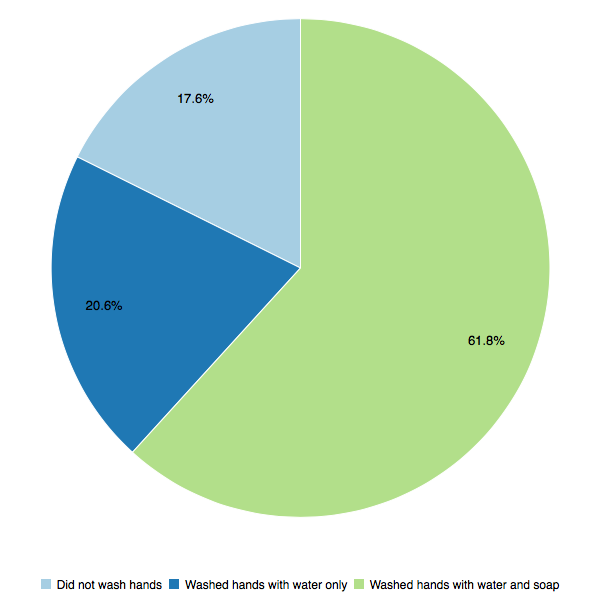 17.6%
20.6%
61.8%
Did not wash hands Washed hands with water only Washed hands with water and soap